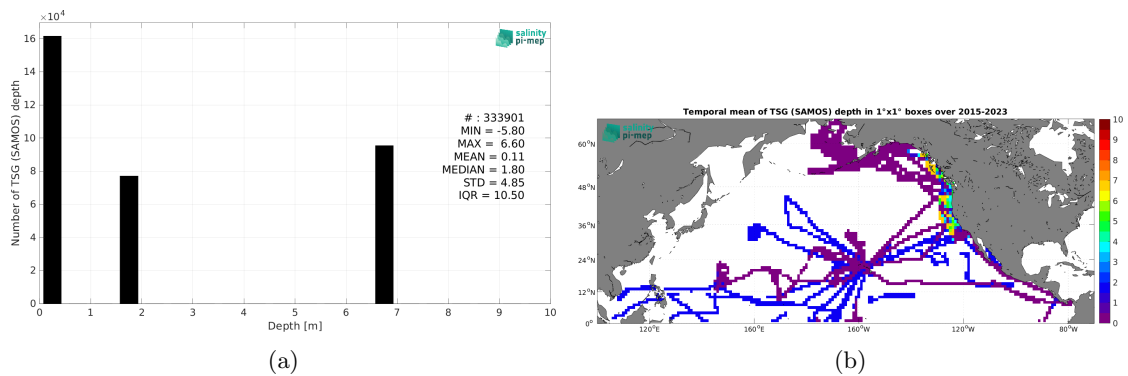 ×10⁴
16
14
12
10
8
6
4
2
0
Number of TSG (SAMOS) depth
0 1 2 3 4 5 6 7 8 9 10
Depth [m]
salinity
pi-mep
# : 333901
MIN = -5.80
MAX = 6.60
MEAN = 0.11
MEDIAN = 1.80
STD = 4.85
IQR = 10.50
(a)
Temporal mean of TSG (SAMOS) depth in 1°x1° boxes over 2015-2023
salinity
pi-mep
60°N
48°N
36°N
24°N
12°N
0°
120°E 160°E 160°W 120°W 80°W
10
9
8
7
6
5
4
3
2
1
0
(b)